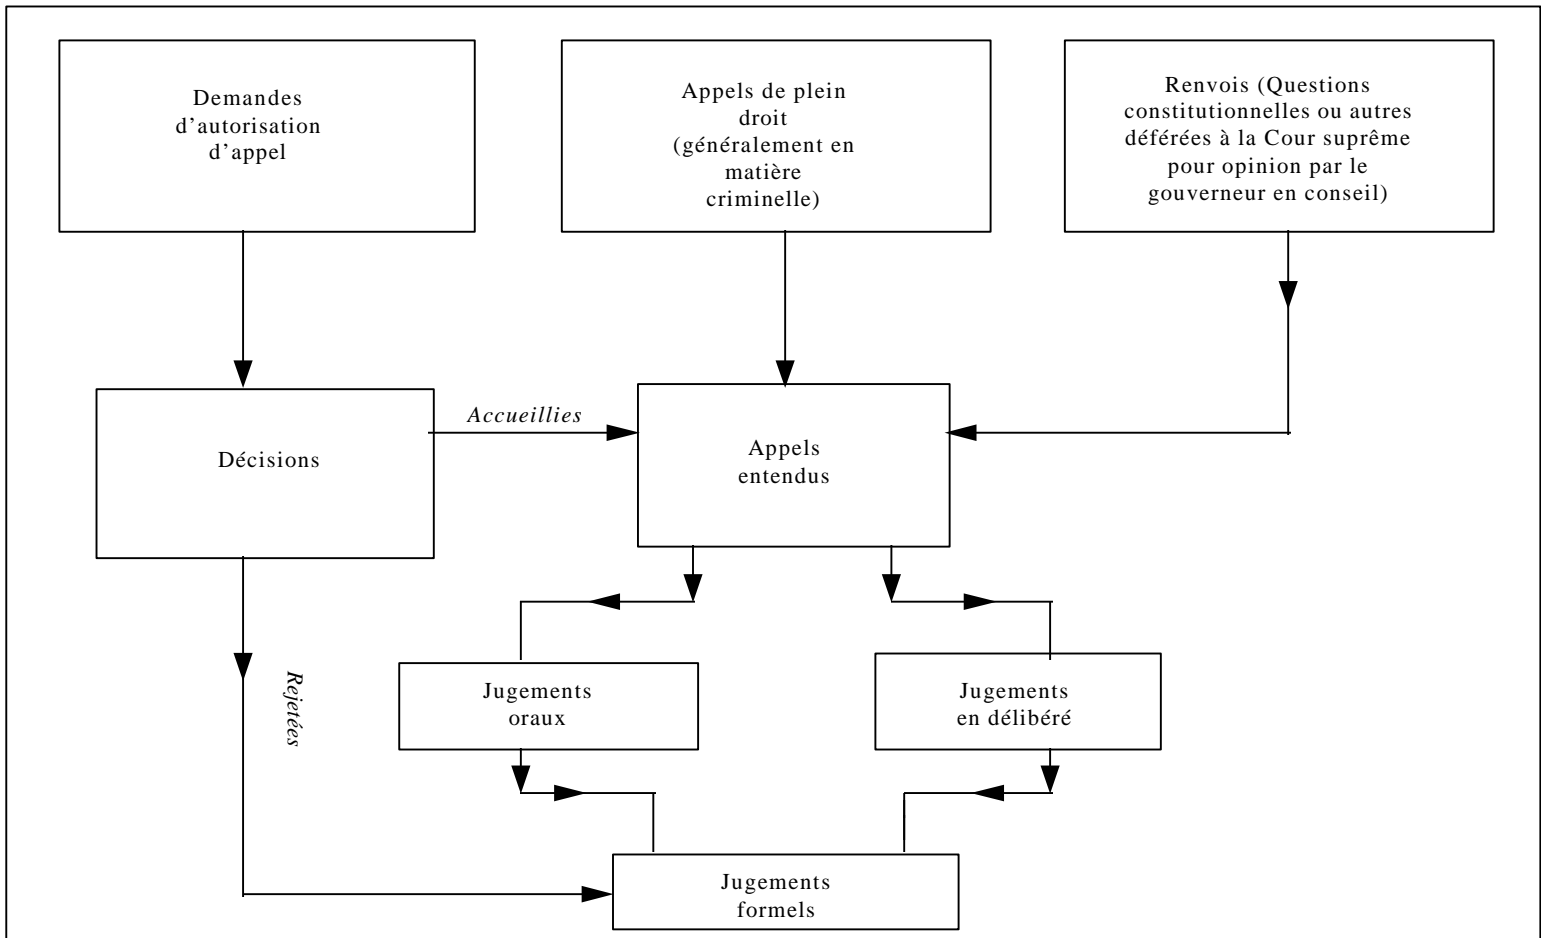 Demandes
d'autorisation
d'appel
Appels de plein
droit
(généralement en
matière
criminelle)
Renvois (Questions
constitutionnelles ou autres
déférées à la Cour suprême
pour opinion par le
gouverneur en conseil)
Décisions
Accueillies
Appels
entendus
Rejetées
Jugements
oraux
Jugements
en délibéré
Jugements
formels